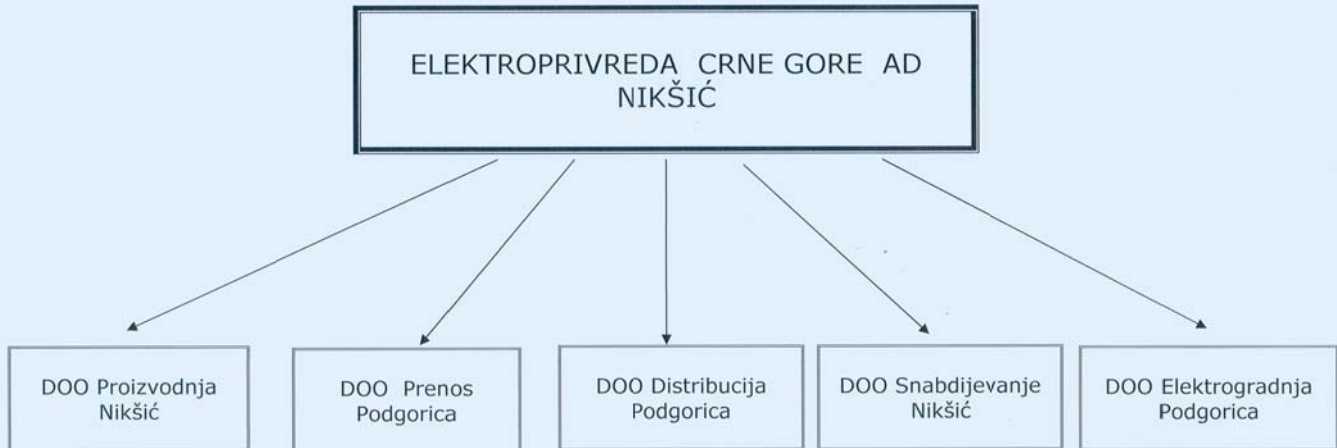 ELEKTROPRIVREDA CRNE GORE AD
NIKŠIĆ
DOO Proizvodnja
Nikšić
DOO Prenos
Podgorica
DOO Distribucija
Podgorica
DOO Snabdijevanje
Nikšić
DOO Elektrogradnja
Podgorica